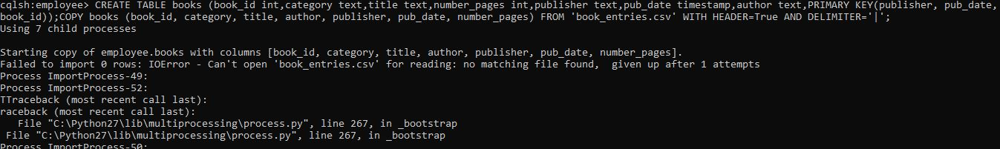 cqlsh:employee> CREATE TABLE books (book_id int,category text,title text,number_pages int,publisher text,pub_date timestamp,author text,PRIMARY KEY(publisher, pub_date,
book_id));COPY books (book_id, category, title, author, publisher, pub_date, number_pages) FROM 'book_entries.csv' WITH HEADER=True AND DELIMITER='|';
Using 7 child processes
Starting copy of employee.books with columns [book_id, category, title, author, publisher, pub_date, number_pages].
Failed to import 0 rows: IOError - Can't open 'book_entries.csv' for reading: no matching file found,  given up after 1 attempts
Process ImportProcess-49:
Process ImportProcess-52:
TTraceback (most recent call last):
raceback (most recent call last):
   File "C:\Python27\lib\multiprocessing\process.py", line 267, in _bootstrap
 File "C:\Python27\lib\multiprocessing\process.py", line 267, in _bootstrap
Process ImportProcess-50: